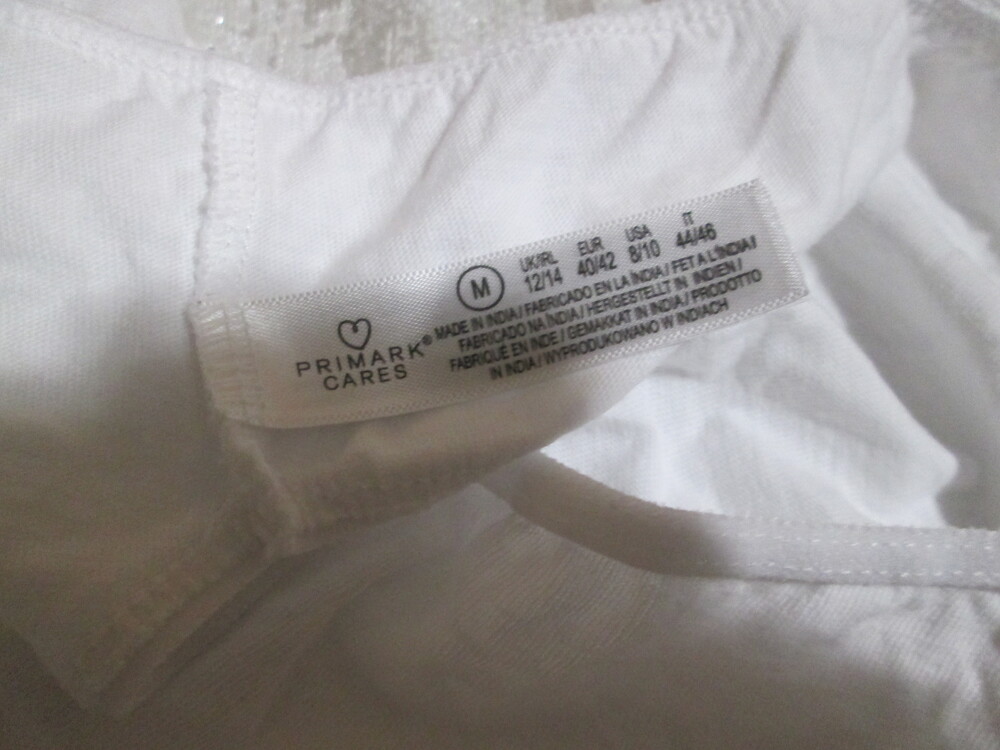 PRIMARK®
CARES
M
UK/IRL EUR USA IT
12/14 40/42 8/10 44/46
MADE IN INDIA / FABRICADO EN LA INDIA / FET A L'ÍNDIA /
FABRICADO NA ÍNDIA / HERGESTELLT IN INDIEN /
FABRIQUÉ EN INDE / GEMAKKAT IN INDIA / PRODOTTO
IN INDIA / WYPRODUKOWANO W INDIACH